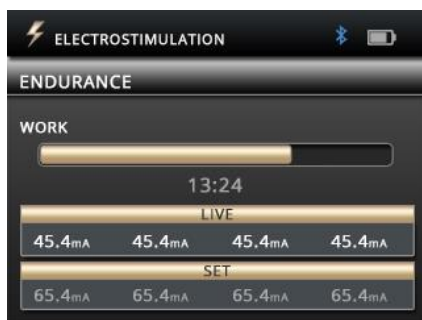 ELECTROSTIMULATION
ENDURANCE
WORK
13:24
LIVE
45.4mA 45.4mA 45.4mA 45.4mA
SET
65.4mA 65.4mA 65.4mA 65.4mA